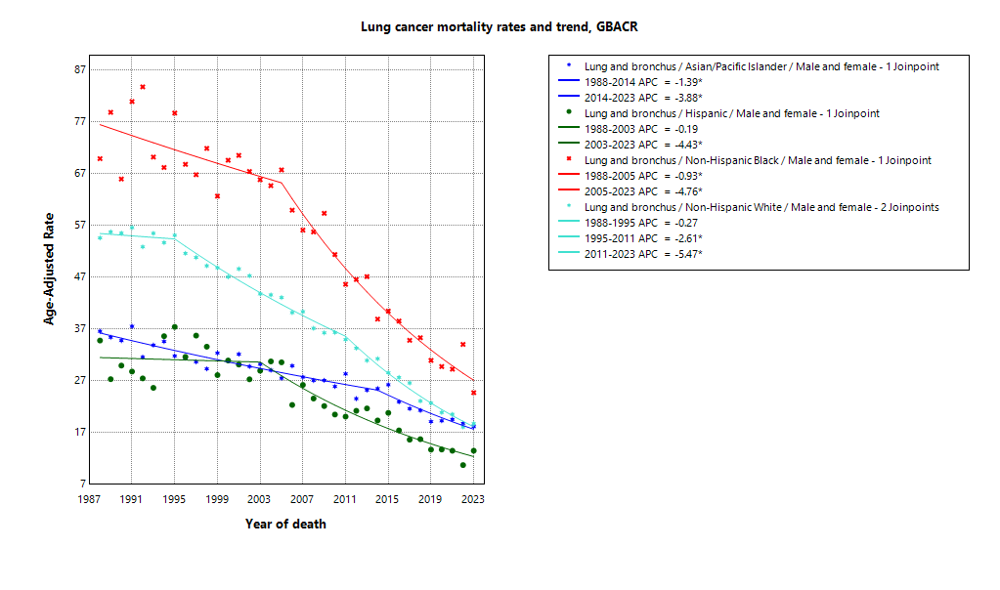 Lung cancer mortality rates and trend, GBACR
87
77
67
57
47
37
27
17
7
1987 1991 1995 1999 2003 2007 2011 2015 2019 2023
Age-Adjusted Rate
Year of death
Lung and bronchus / Asian/Pacific Islander / Male and female - 1 Joinpoint
1988-2014 APC = -1.39*
2014-2023 APC = -3.88*
Lung and bronchus / Hispanic / Male and female - 1 Joinpoint
1988-2003 APC = -0.19
2003-2023 APC = -4.43*
Lung and bronchus / Non-Hispanic Black / Male and female - 1 Joinpoint
1988-2005 APC = -0.93*
2005-2023 APC = -4.76*
Lung and bronchus / Non-Hispanic White / Male and female - 2 Joinpoints
1988-1995 APC = -0.27
1995-2011 APC = -2.61*
2011-2023 APC = -5.47*